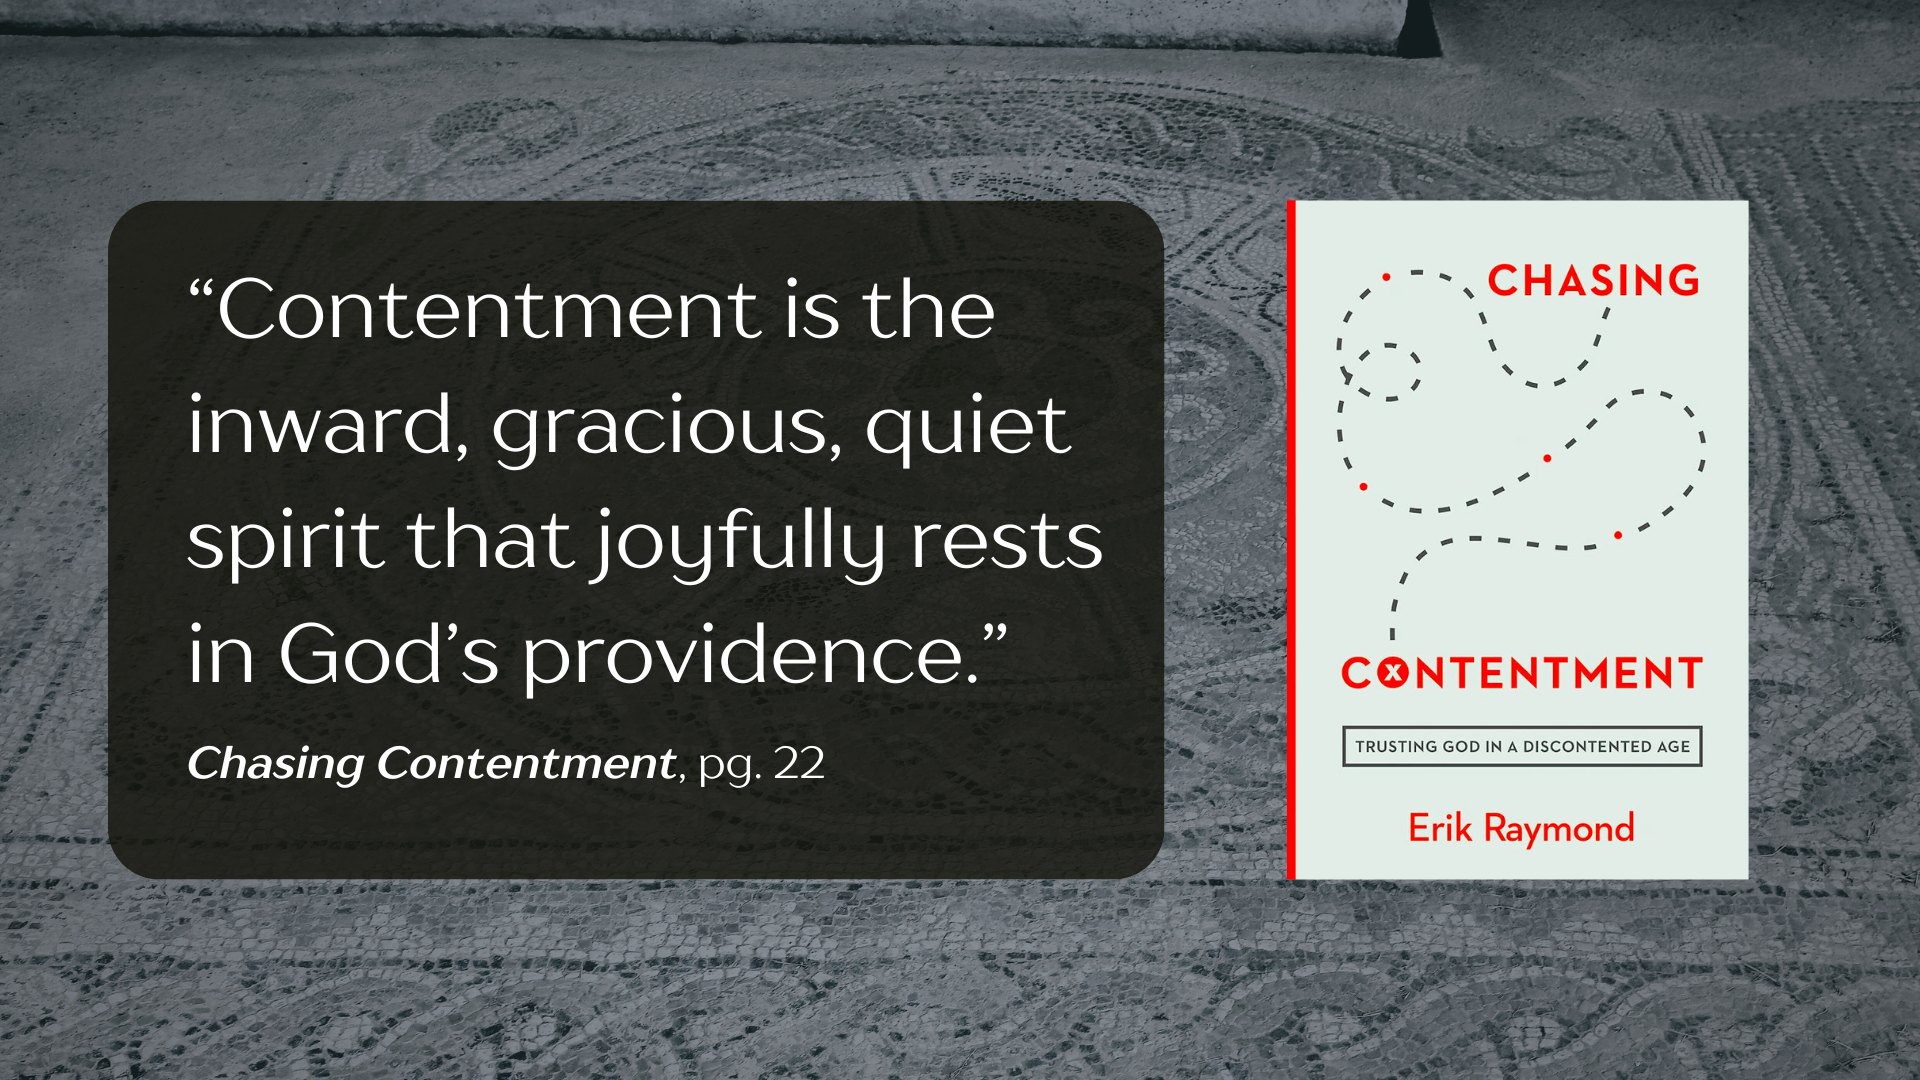 “Contentment is the
inward, gracious, quiet
spirit that joyfully rests
in God’s providence.”
Chasing Contentment, pg. 22
CHASING
CONTENTMENT
TRUSTING GOD IN A DISCONTENTED AGE
Erik Raymond